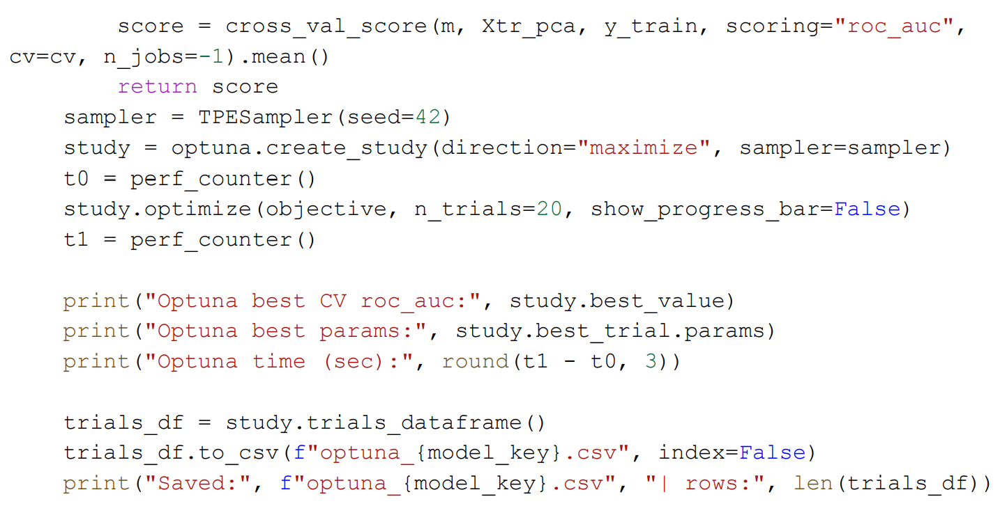 score = cross_val_score(m, Xtr_pca, y_train, scoring="roc_auc",
cv=cv, n_jobs=-1).mean()
        return score
    sampler = TPESampler(seed=42)
    study = optuna.create_study(direction="maximize", sampler=sampler)
    t0 = perf_counter()
    study.optimize(objective, n_trials=20, show_progress_bar=False)
    t1 = perf_counter()

    print("Optuna best CV roc_auc:", study.best_value)
    print("Optuna best params:", study.best_trial.params)
    print("Optuna time (sec):", round(t1 - t0, 3))

    trials_df = study.trials_dataframe()
    trials_df.to_csv(f"optuna_{model_key}.csv", index=False)
    print("Saved:", f"optuna_{model_key}.csv", "| rows:", len(trials_df))